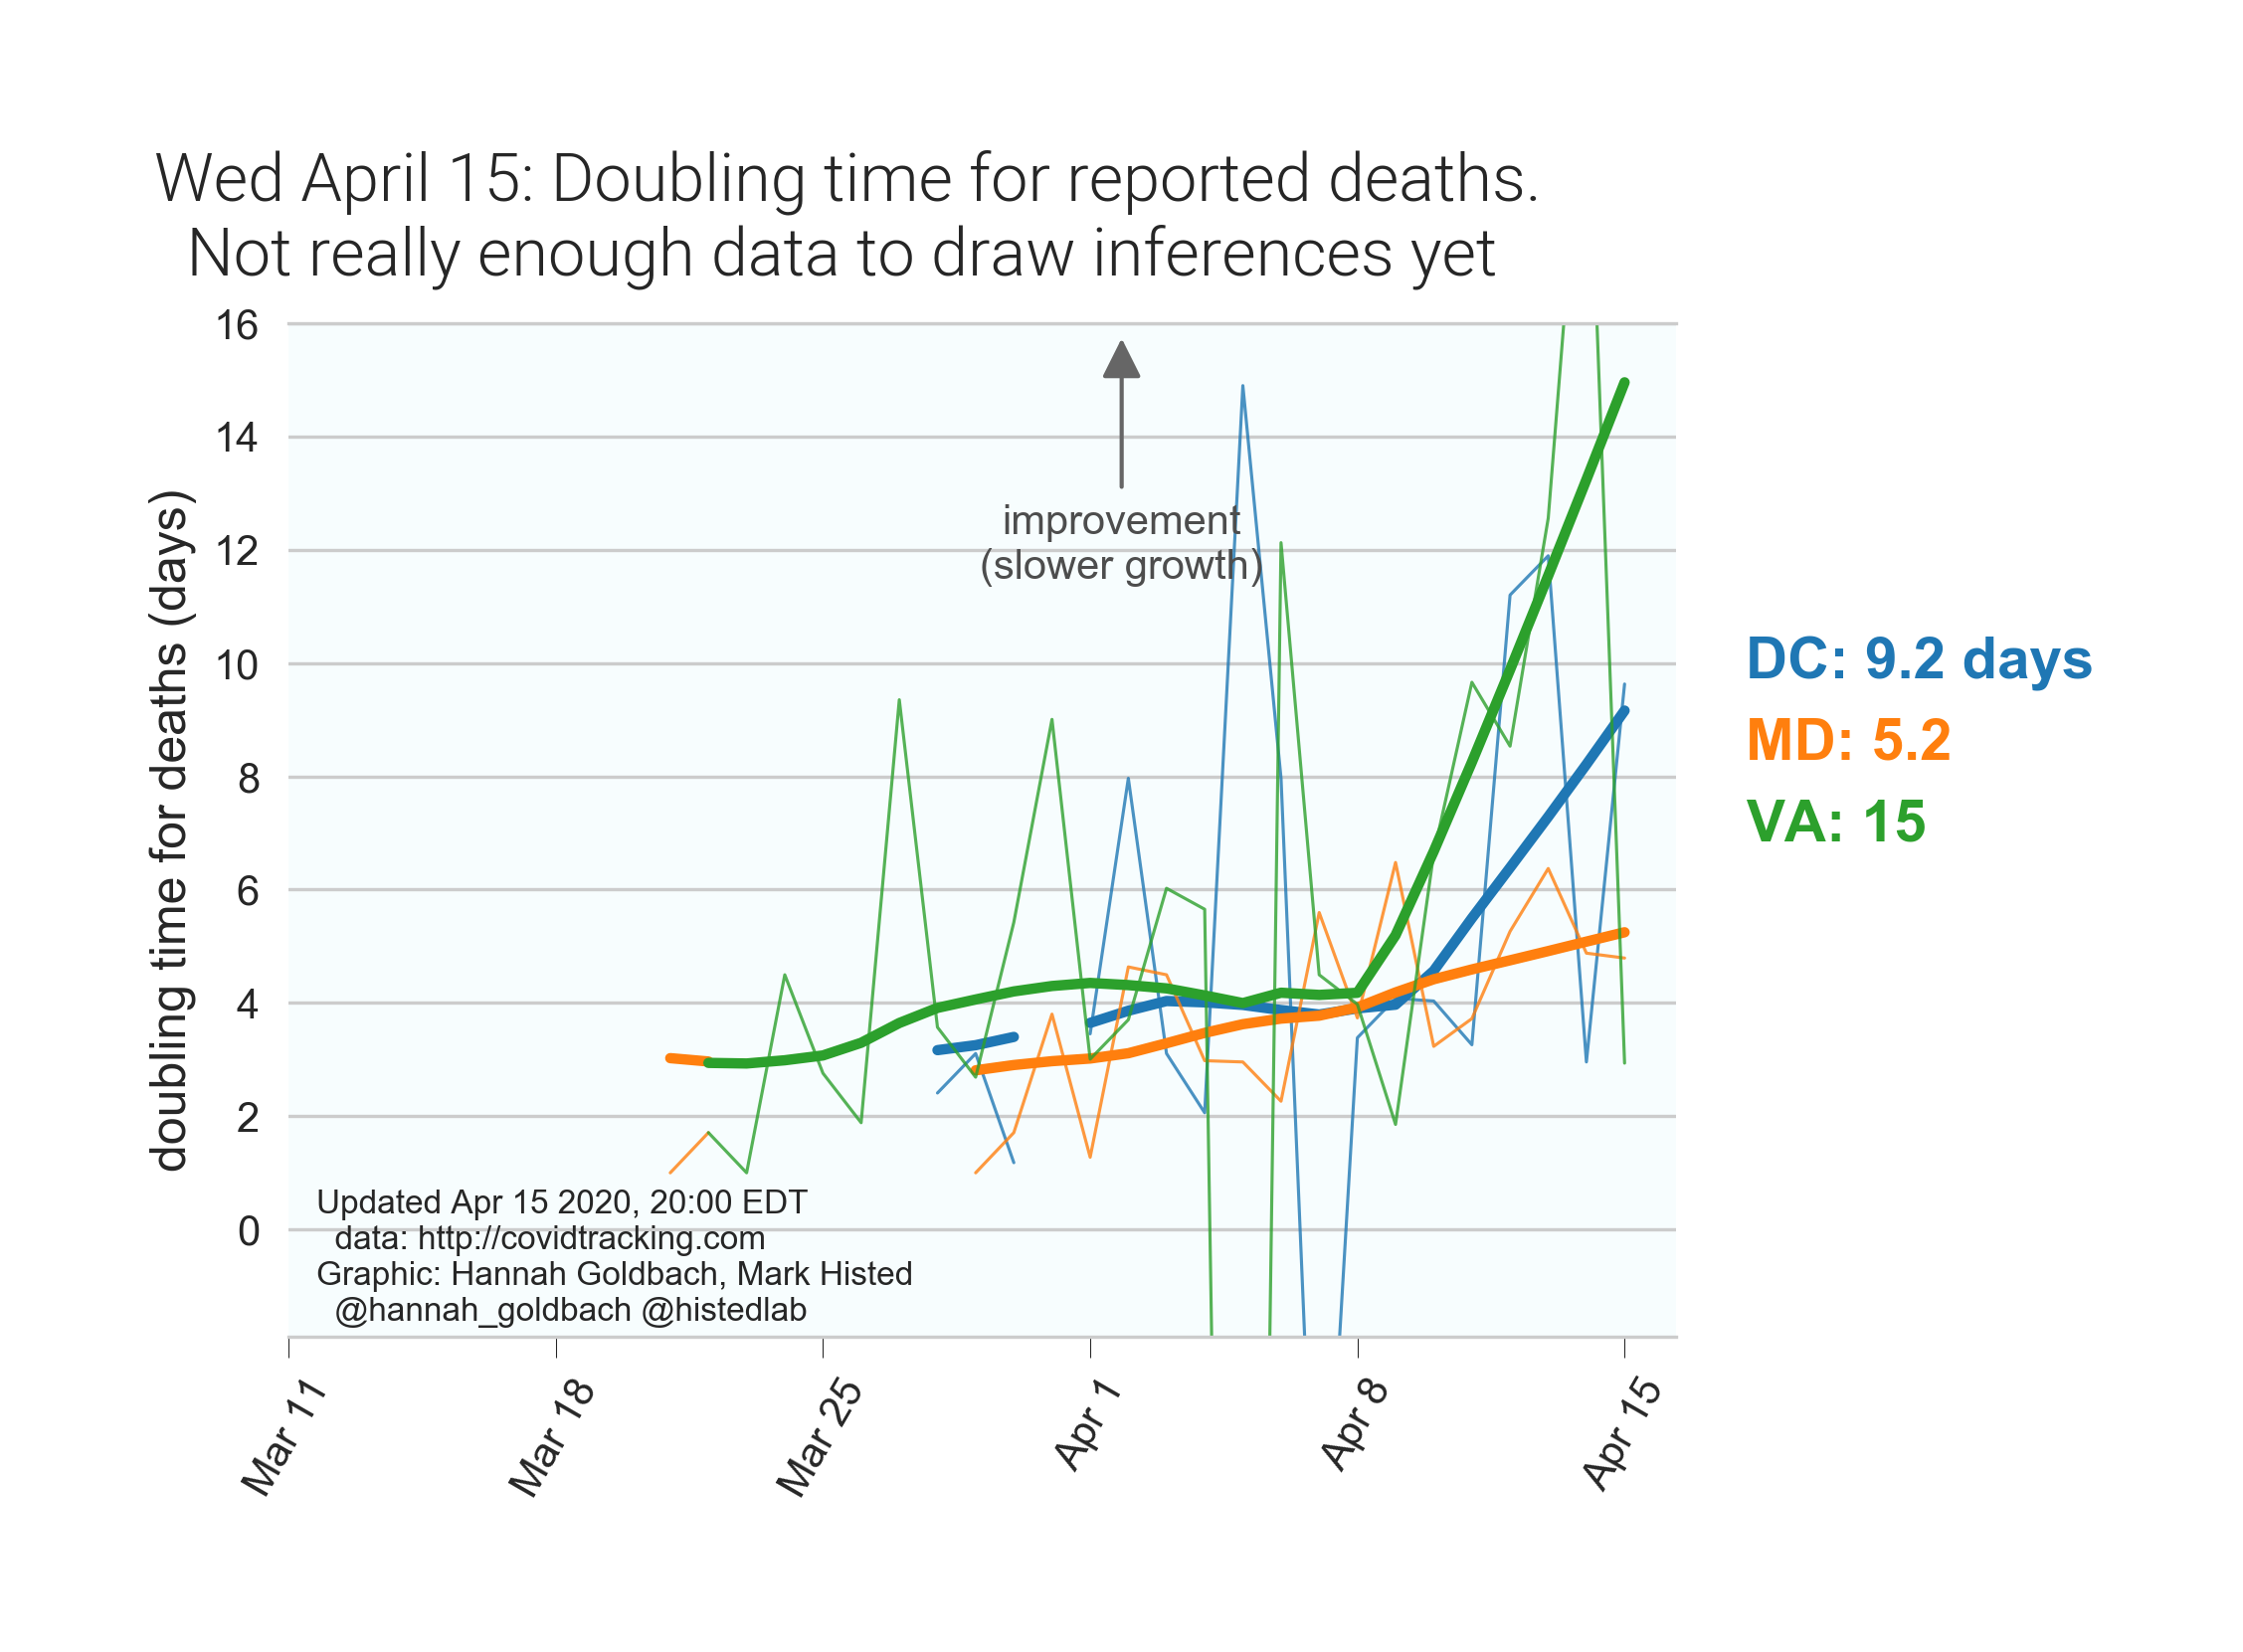 Wed April 15: Doubling time for reported deaths.
Not really enough data to draw inferences yet
doubling time for deaths (days)
16
14
12
10
8
6
4
2
0
improvement
(slower growth)
DC: 9.2 days
MD: 5.2
VA: 15
Updated Apr 15 2020, 20:00 EDT
data: http://covidtracking.com
Graphic: Hannah Goldbach, Mark Histed
@hannah_goldbach @histedlab
Mar 11
Mar 18
Mar 25
Apr 1
Apr 8
Apr 15